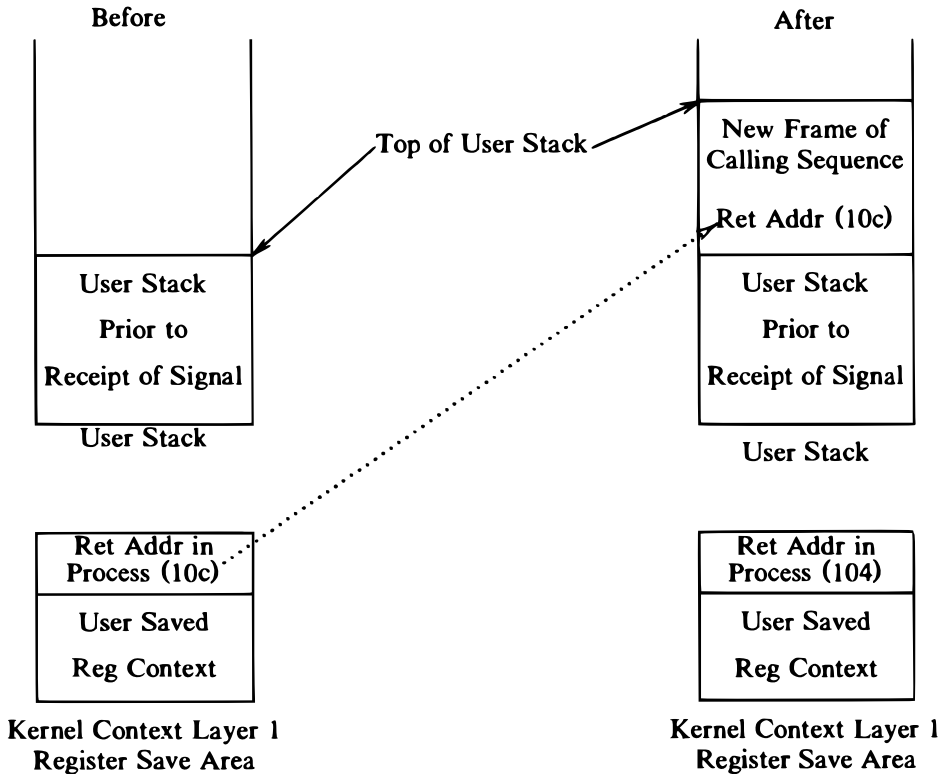 Before
After
Top of User Stack
New Frame of
Calling Sequence
Ret Addr (10c)
User Stack
Prior to
Receipt of Signal
User Stack
User Stack
Prior to
Receipt of Signal
User Stack
Ret Addr in
Process (10c)
User Saved
Reg Context
Kernel Context Layer 1
Register Save Area
Ret Addr in
Process (104)
User Saved
Reg Context
Kernel Context Layer 1
Register Save Area